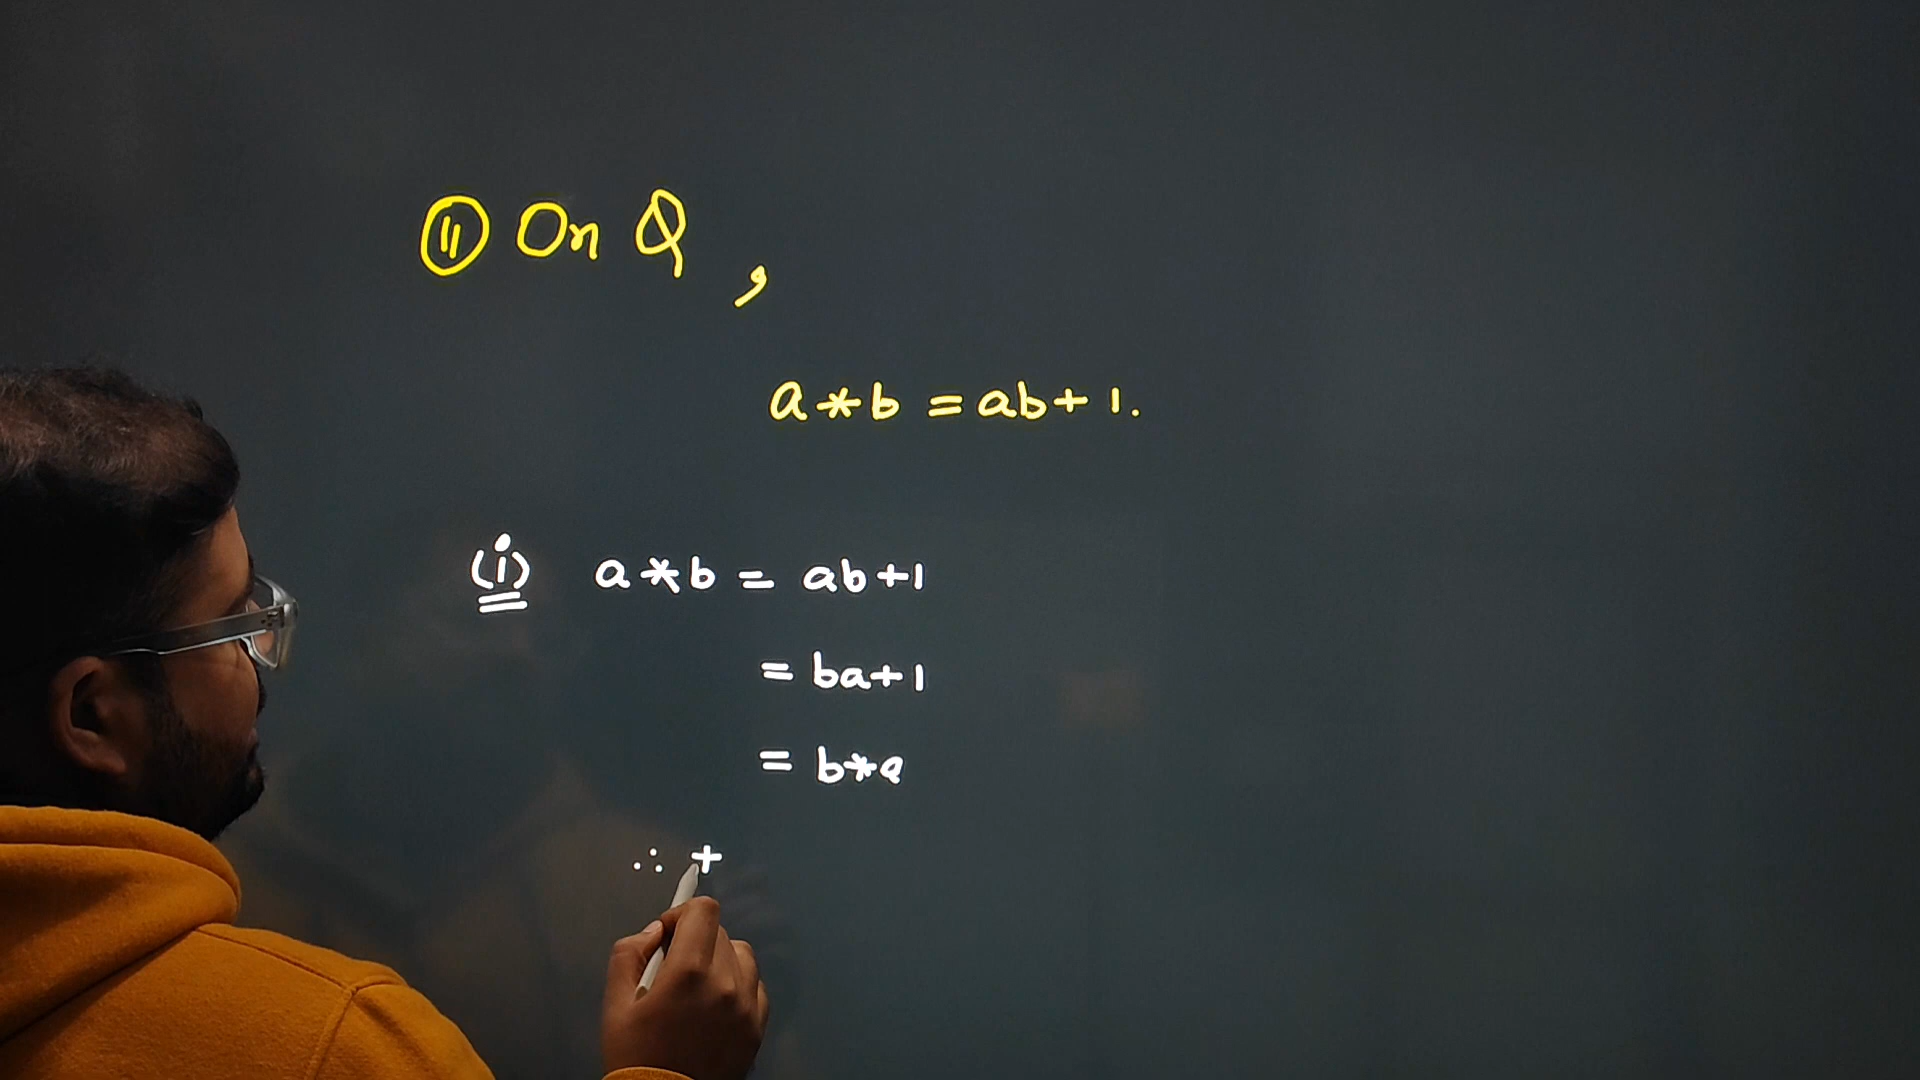 (ii) On Q,
a * b = ab + 1.
(i) a * b = ab + 1
= ba + 1
= b * a
∴ +